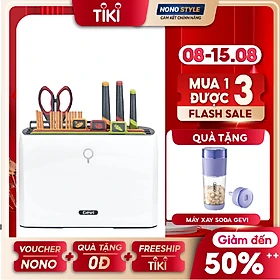 TIKI
NONO STYLE
CAM KẾT CHÍNH HÃNG
08-15.08
MUA 1
ĐƯỢC 3
FLASH SALE
QUÀ TẶNG
MÁY XAY SODA GEVI
VOUCHER
NONO
+
QUÀ TẶNG
0Đ
+
FREESHIP
TIKI
Giảm đến
50%++